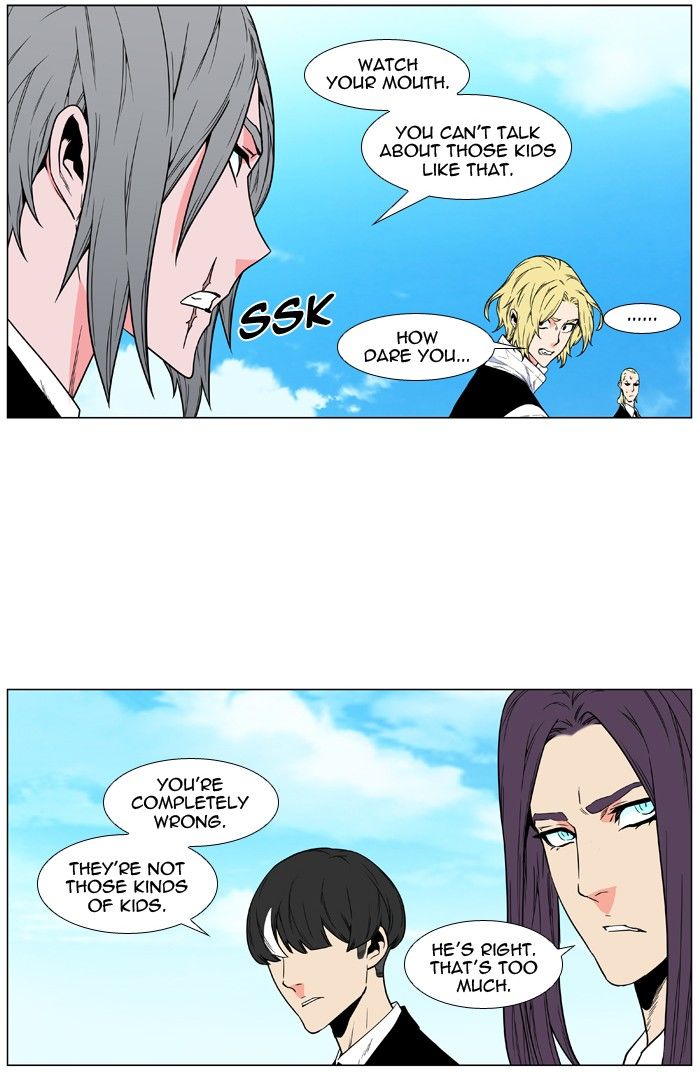 WATCH
YOUR MOUTH.
YOU CAN'T TALK
ABOUT THOSE KIDS
LIKE THAT.
SSK
HOW
DARE YOU...
......
YOU'RE
COMPLETELY
WRONG.
THEY'RE NOT
THOSE KINDS
OF KIDS.
HE'S RIGHT.
THAT'S TOO
MUCH.